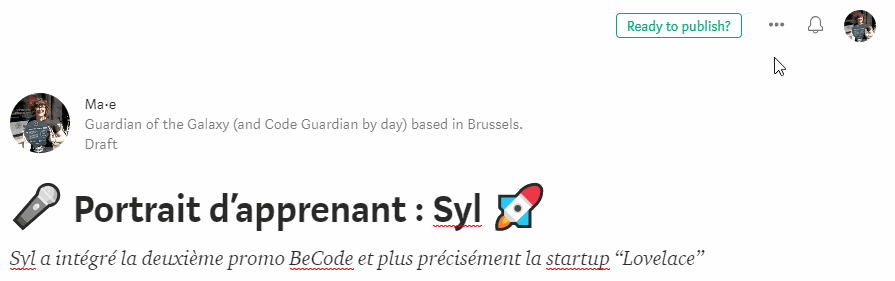 Ready to publish?
Ma·e
Guardian of the Galaxy (and Code Guardian by day) based in Brussels.
Draft
🎤 Portrait d’apprenant : Syl 🚀
Syl a intégré la deuxième promo BeCode et plus précisément la startup “Lovelace”